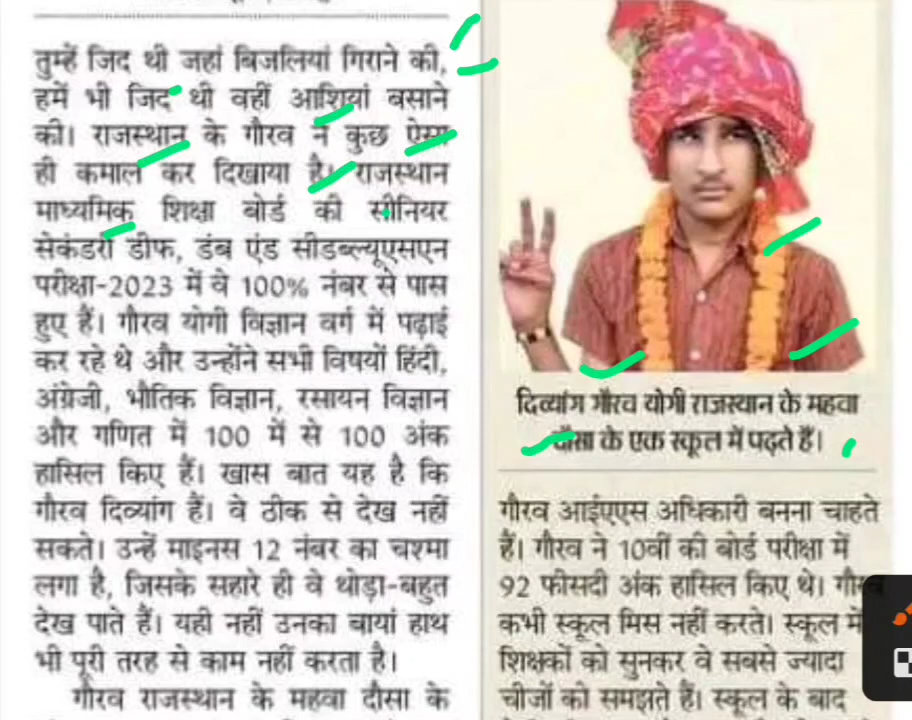 तुम्हें जिद थी जहां बिजलियां गिराने की,
हमें भी जिद थी वहीं आशियां बसाने
की। राजस्थान के गौरव ने कुछ ऐसा
ही कमाल कर दिखाया है। राजस्थान
माध्यमिक शिक्षा बोर्ड की सीनियर
सेकंडरी डीफ, डंब एंड सीडब्ल्यूएसएन
परीक्षा-2023 में वे 100% नंबर से पास
हुए हैं। गौरव योगी विज्ञान वर्ग में पढ़ाई
कर रहे थे और उन्होंने सभी विषयों हिंदी,
अंग्रेजी, भौतिक विज्ञान, रसायन विज्ञान
और गणित में 100 में से 100 अंक
हासिल किए हैं। खास बात यह है कि
गौरव दिव्यांग हैं। वे ठीक से देख नहीं
सकते। उन्हें माइनस 12 नंबर का चश्मा
लगा है, जिसके सहारे ही वे थोड़ा-बहुत
देख पाते हैं। यही नहीं उनका बायां हाथ
भी पूरी तरह से काम नहीं करता है।
गौरव राजस्थान के महवा दौसा के
दिव्यांग गौरव योगी राजस्थान के महवा
दौसा के एक स्कूल में पढ़ते हैं।
गौरव आईएएस अधिकारी बनना चाहते
हैं। गौरव ने 10वीं की बोर्ड परीक्षा में
92 फीसदी अंक हासिल किए थे। गौरव
कभी स्कूल मिस नहीं करते। स्कूल में
शिक्षकों को सुनकर वे सबसे ज्यादा
चीजों को समझते हैं। स्कूल के बाद